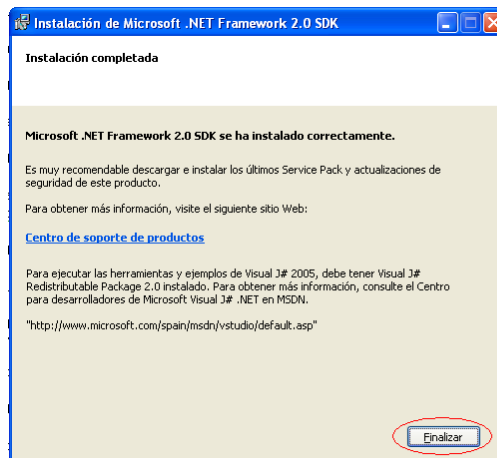 Instalación de Microsoft .NET Framework 2.0 SDK
Instalación completada
Microsoft .NET Framework 2.0 SDK se ha instalado correctamente.
Es muy recomendable descargar e instalar los últimos Service Pack y actualizaciones de
seguridad de este producto.
Para obtener más información, visite el siguiente sitio Web:
Centro de soporte de productos
Para ejecutar las herramientas y ejemplos de Visual J# 2005, debe tener Visual J#
Redistributable Package 2.0 instalado. Para obtener más información, consulte el Centro
para desarrolladores de Microsoft Visual J# .NET en MSDN.
"http://www.microsoft.com/spain/msdn/vstudio/default.asp"
Finalizar